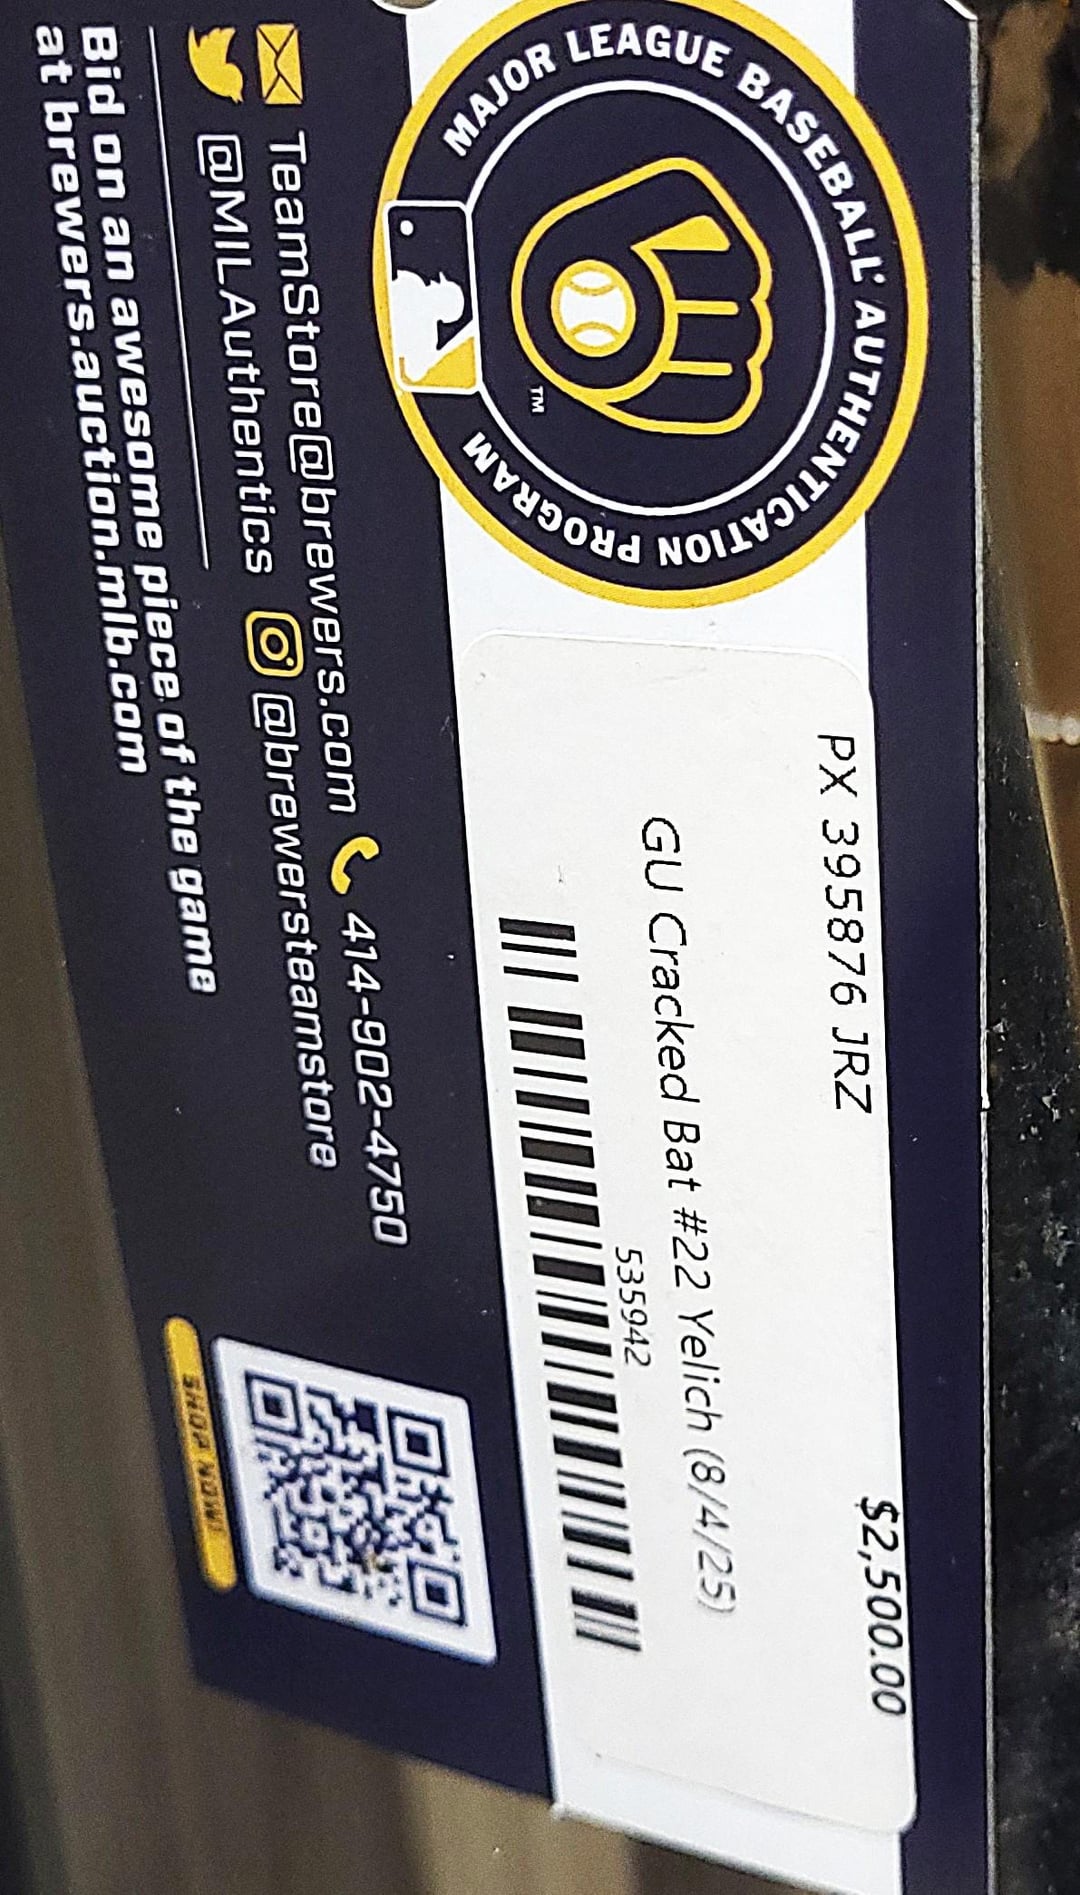 MAJOR LEAGUE BASEBALL® AUTHENTICATION PROGRAM
TM
PX 395876 JRZ $2,500.00
GU Cracked Bat #22 Yelich (8/4/25)
535942
TeamStore@brewers.com 414-902-4750
@MILAuthentics @brewersteamstore
Bid on an awesome piece of the game
at brewers.auction.mlb.com
SHOP NOW!